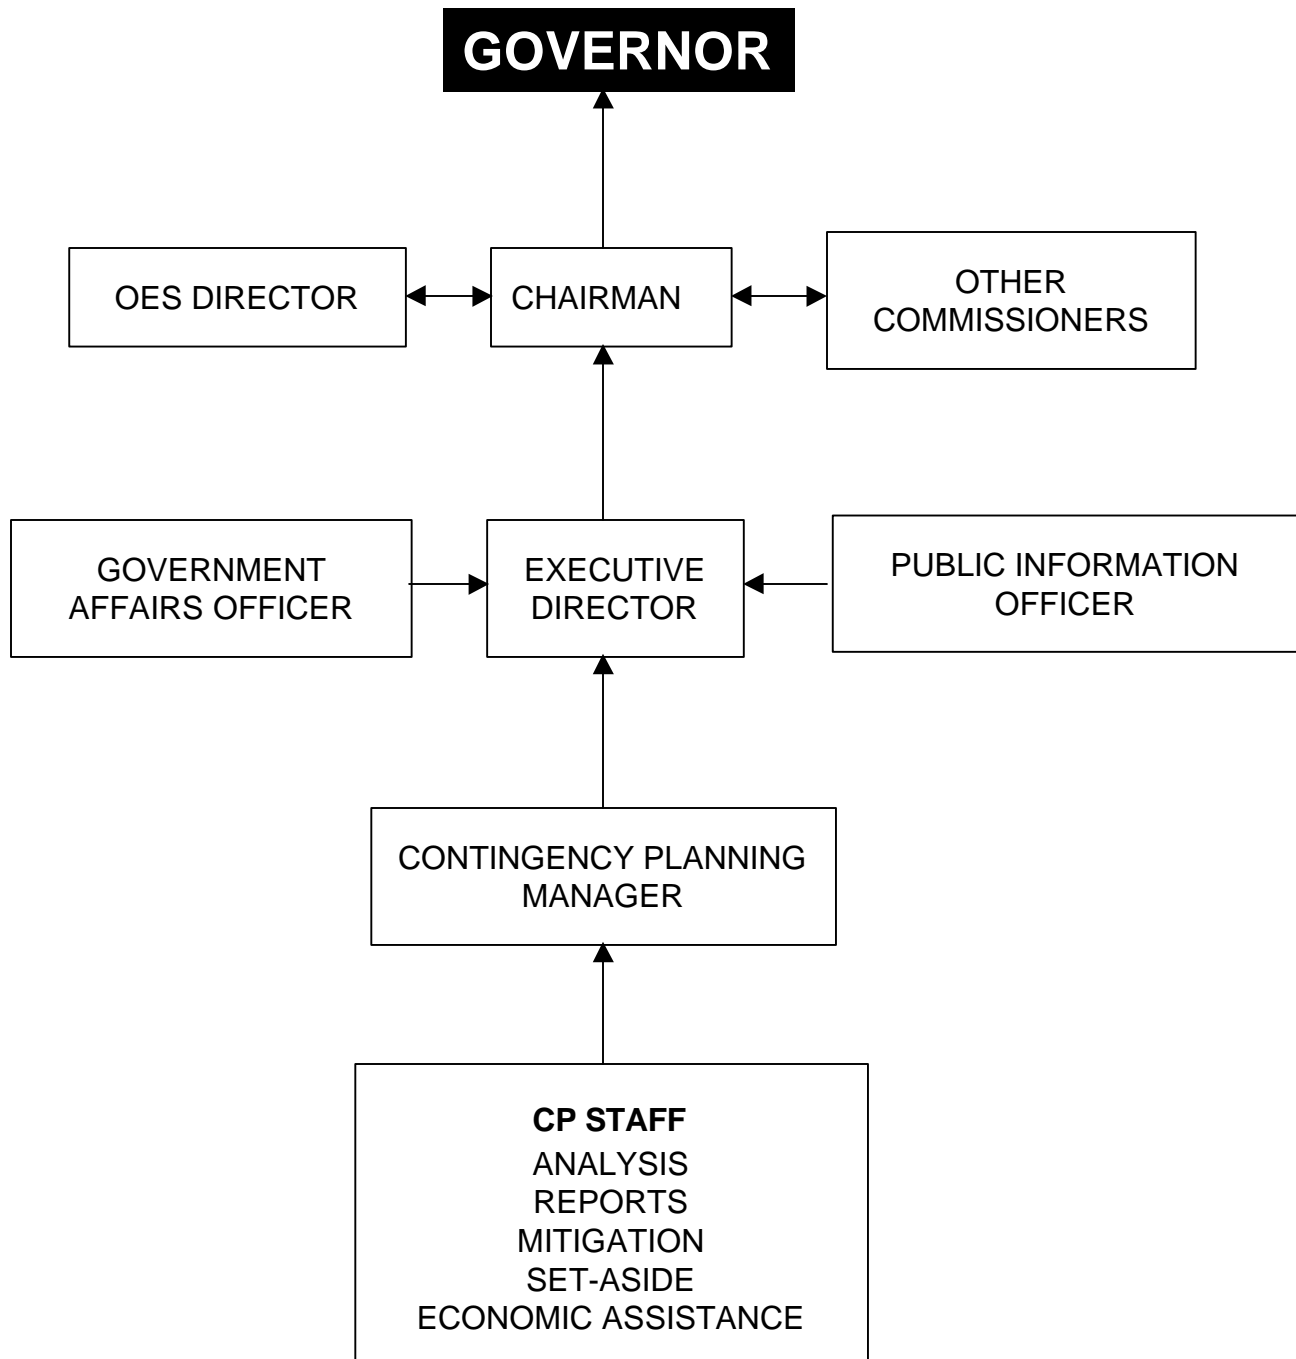 GOVERNOR
OES DIRECTOR
CHAIRMAN
OTHER
COMMISSIONERS
GOVERNMENT
AFFAIRS OFFICER
EXECUTIVE
DIRECTOR
PUBLIC INFORMATION
OFFICER
CONTINGENCY PLANNING
MANAGER
CP STAFF
ANALYSIS
REPORTS
MITIGATION
SET-ASIDE
ECONOMIC ASSISTANCE